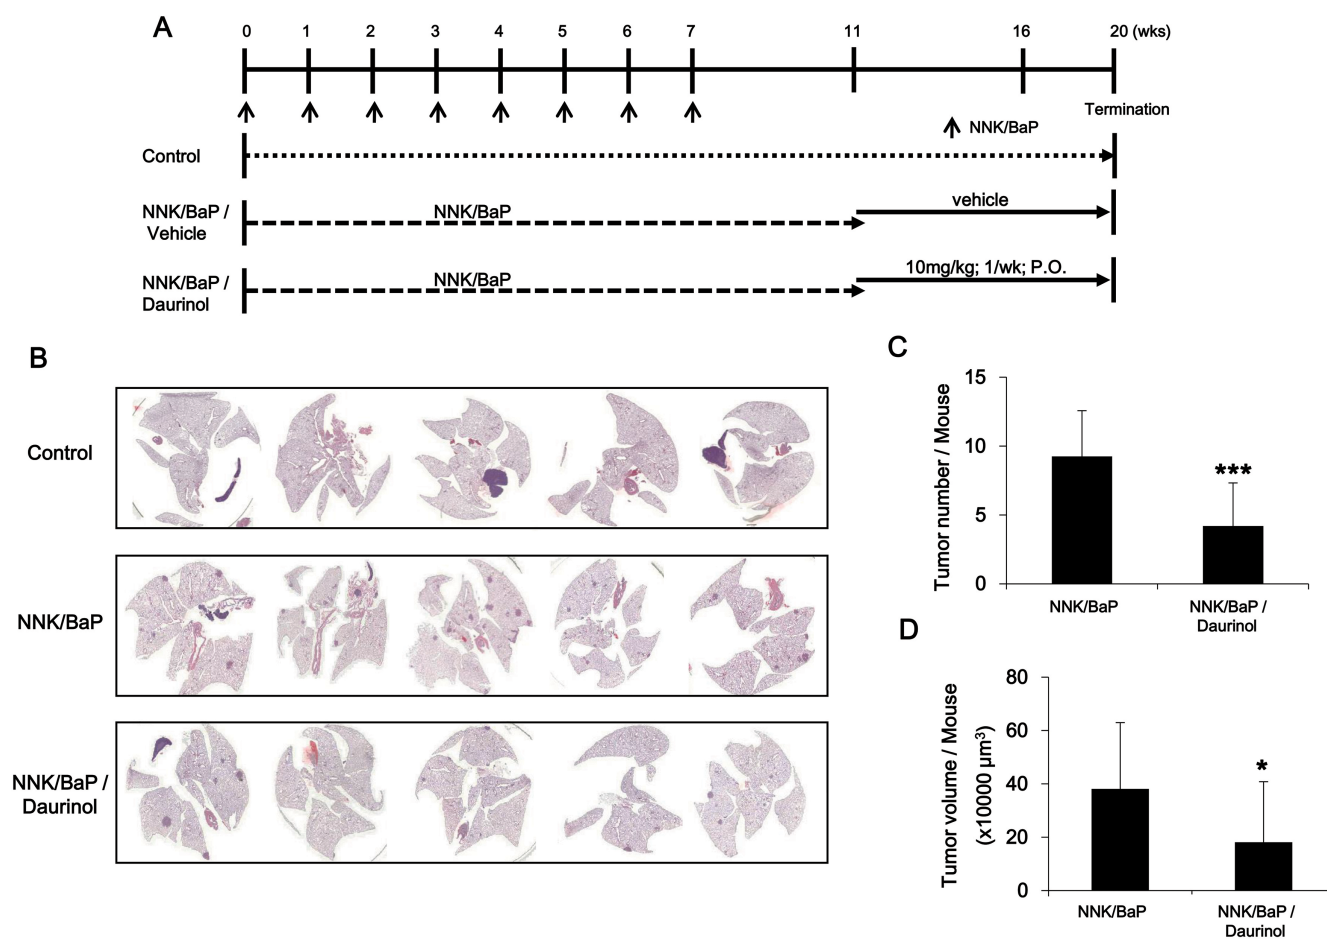 A
0 1 2 3 4 5 6 7 11 16 20 (wks)
Termination
NNK/BaP
Control
vehicle
NNK/BaP /
Vehicle
NNK/BaP
10mg/kg; 1/wk; P.O.
NNK/BaP /
Daurinol
NNK/BaP
B
Control
NNK/BaP
NNK/BaP /
Daurinol
C
Tumor number / Mouse
15
10
5
0
***
NNK/BaP
NNK/BaP /
Daurinol
D
Tumor volume / Mouse
(x10000 µm³)
80
60
40
20
0
*
NNK/BaP
NNK/BaP /
Daurinol